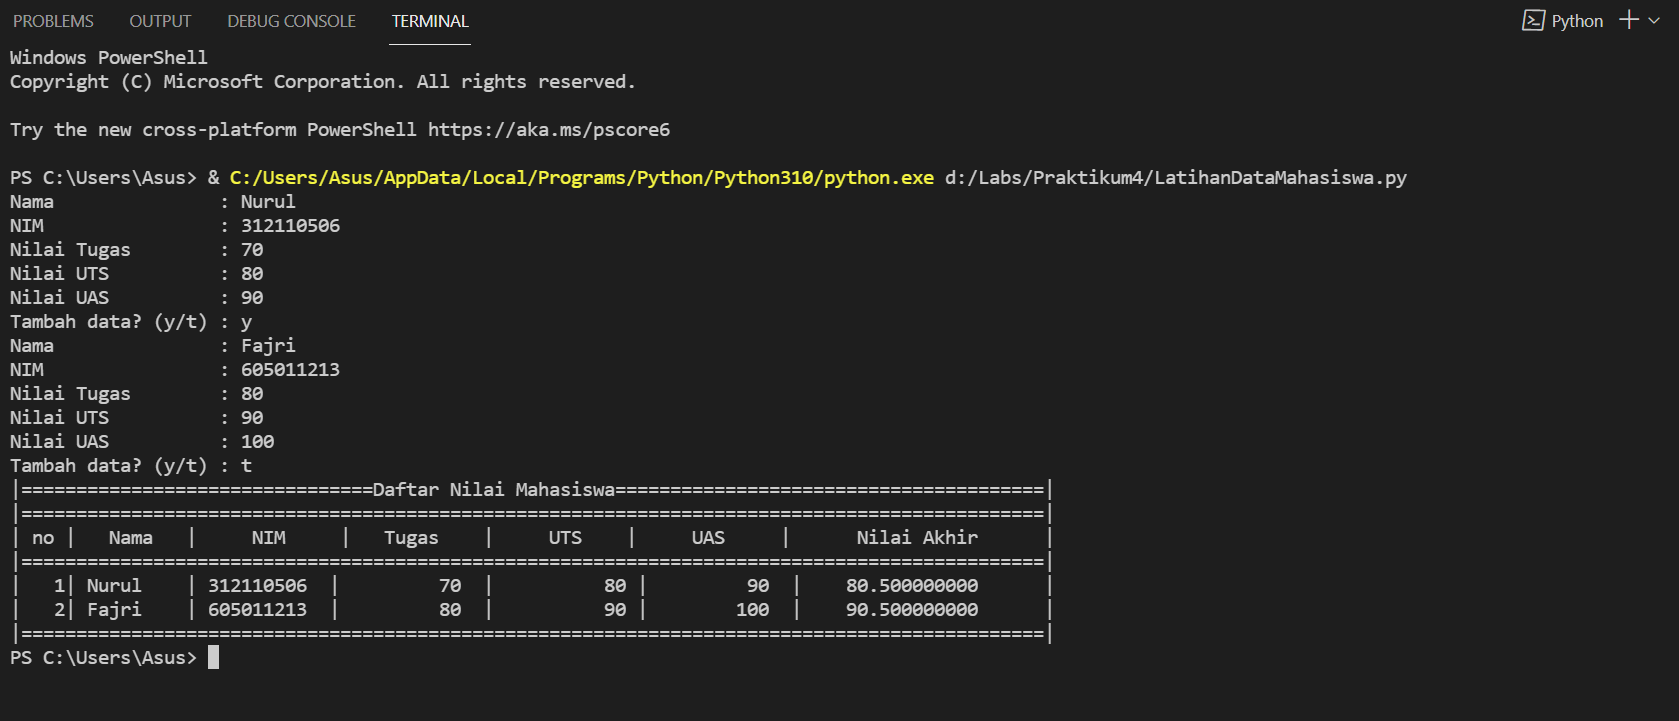 PROBLEMS OUTPUT DEBUG CONSOLE TERMINAL Python
Windows PowerShell
Copyright (C) Microsoft Corporation. All rights reserved.
Try the new cross-platform PowerShell https://aka.ms/pscore6
PS C:\Users\Asus> & C:/Users/Asus/AppData/Local/Programs/Python/Python310/python.exe d:/Labs/Praktikum4/LatihanDataMahasiswa.py
Nama : Nurul
NIM : 312110506
Nilai Tugas : 70
Nilai UTS : 80
Nilai UAS : 90
Tambah data? (y/t) : y
Nama : Fajri
NIM : 605011213
Nilai Tugas : 80
Nilai UTS : 90
Nilai UAS : 100
Tambah data? (y/t) : t
|================================Daftar Nilai Mahasiswa=======================================|
|=============================================================================================|
| no | Nama | NIM | Tugas | UTS | UAS | Nilai Akhir |
|=============================================================================================|
| 1| Nurul | 312110506 | 70 | 80 | 90 | 80.500000000 |
| 2| Fajri | 605011213 | 80 | 90 | 100 | 90.500000000 |
|=============================================================================================|
PS C:\Users\Asus>